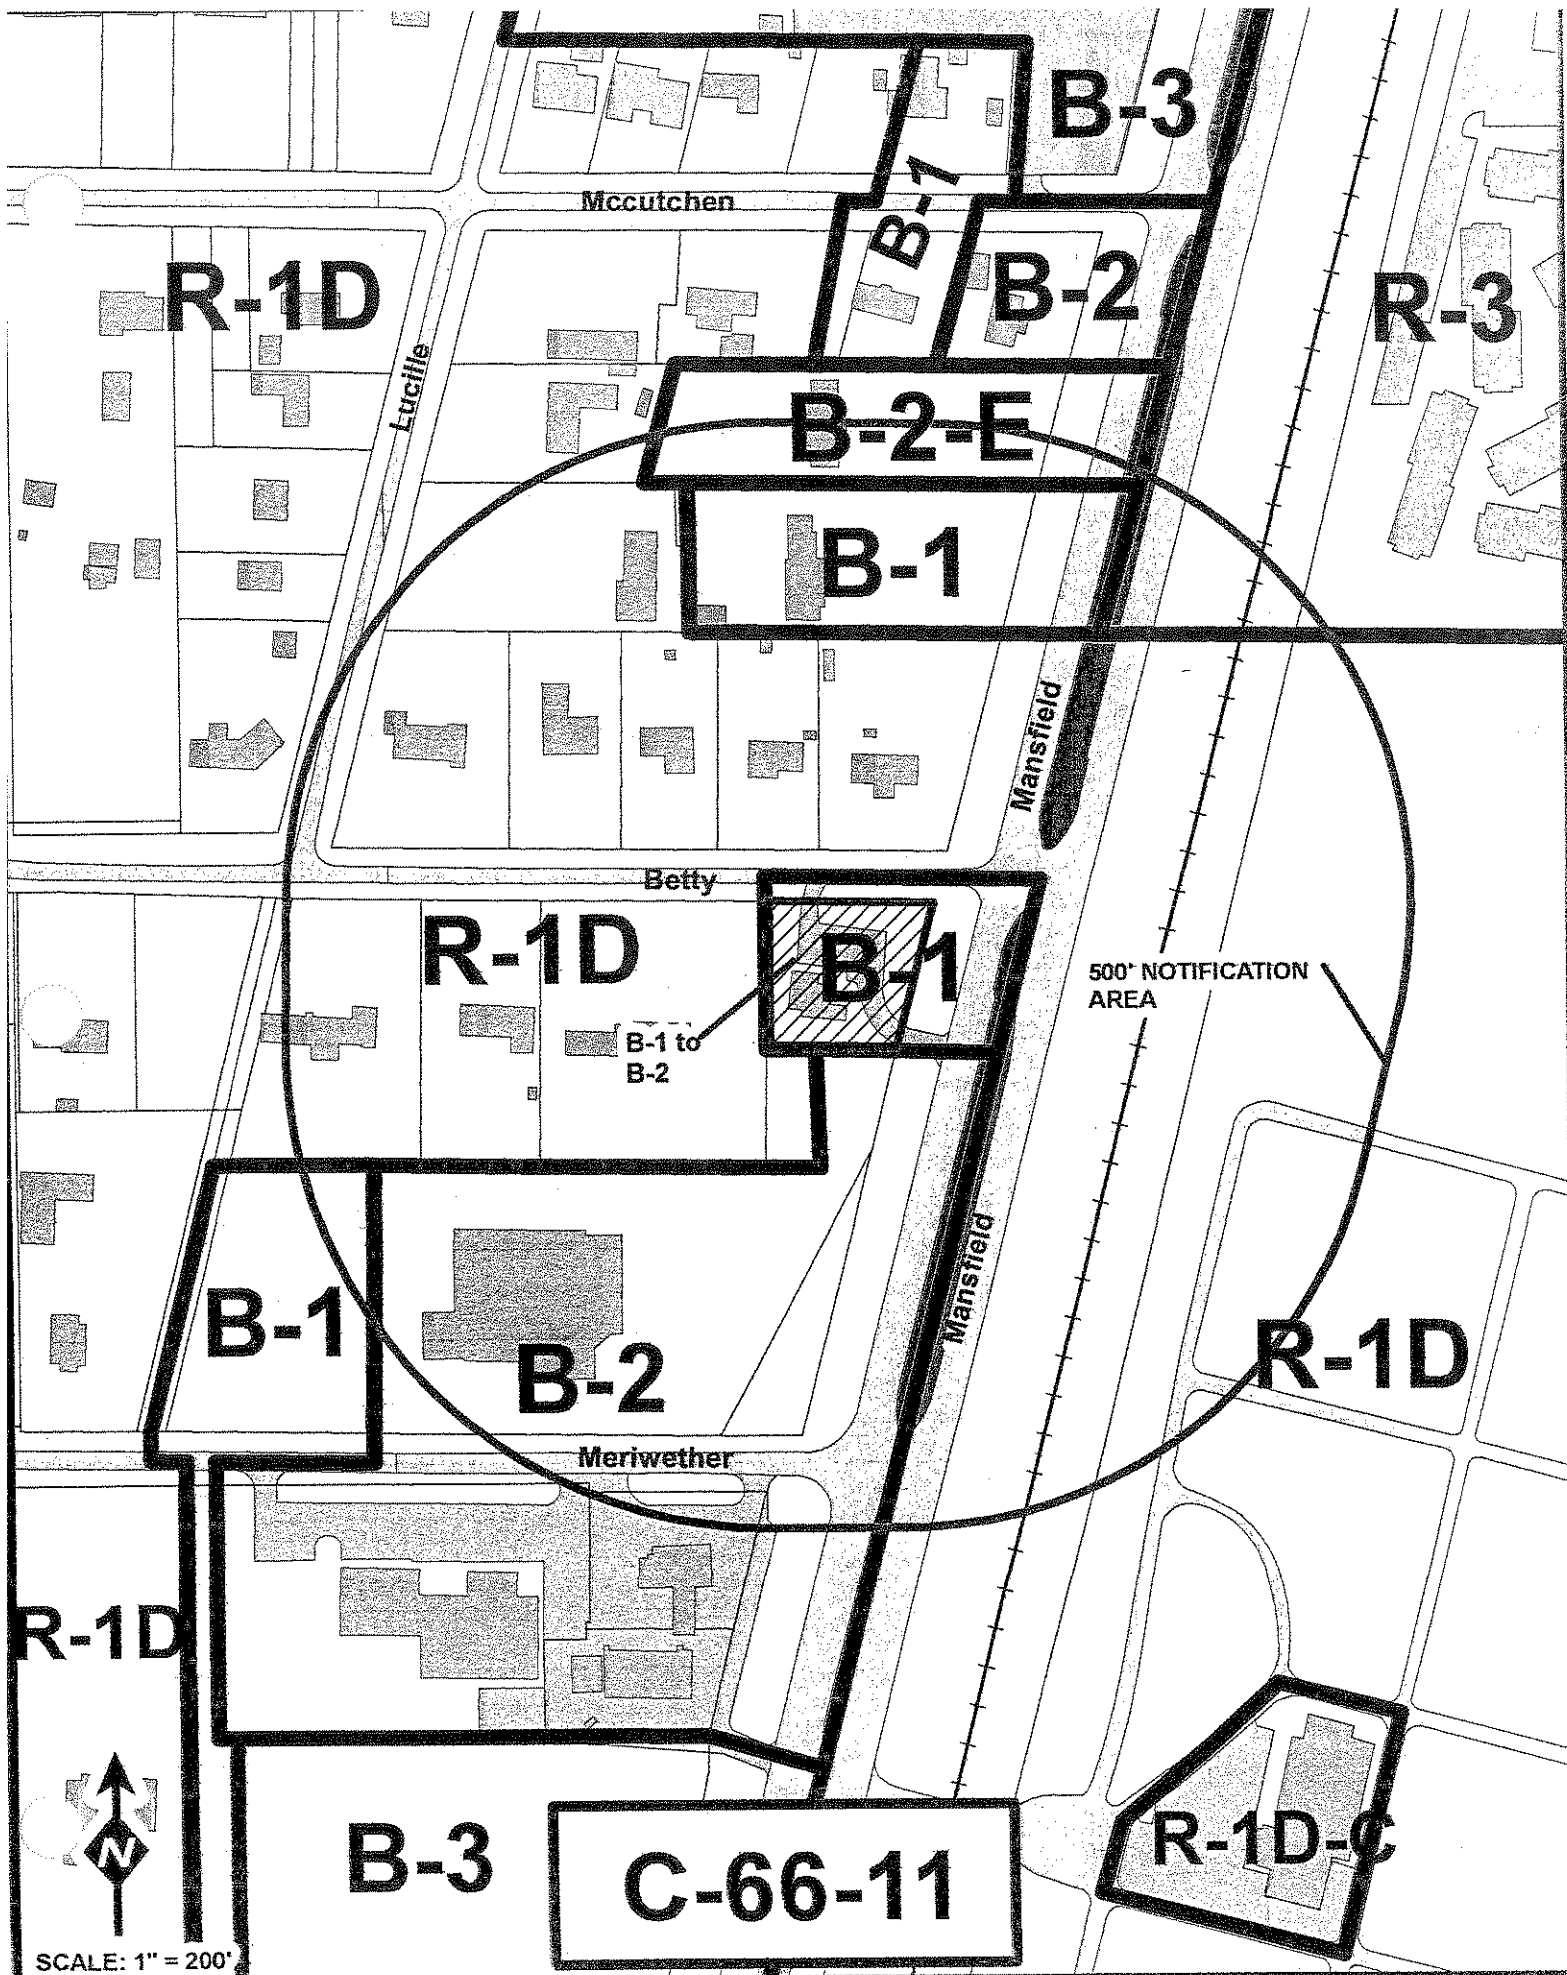 B-3
Mccutchen
B-1
R-1D
B-2
R-3
Lucille
B-2-E
B-1
Mansfield
Betty
R-1D
B-1
500' NOTIFICATION
AREA
B-1 to
B-2
Mansfield
B-1
B-2
R-1D
Meriwether
R-1D
N
B-3
C-66-11
R-1D-C
SCALE: 1" = 200'